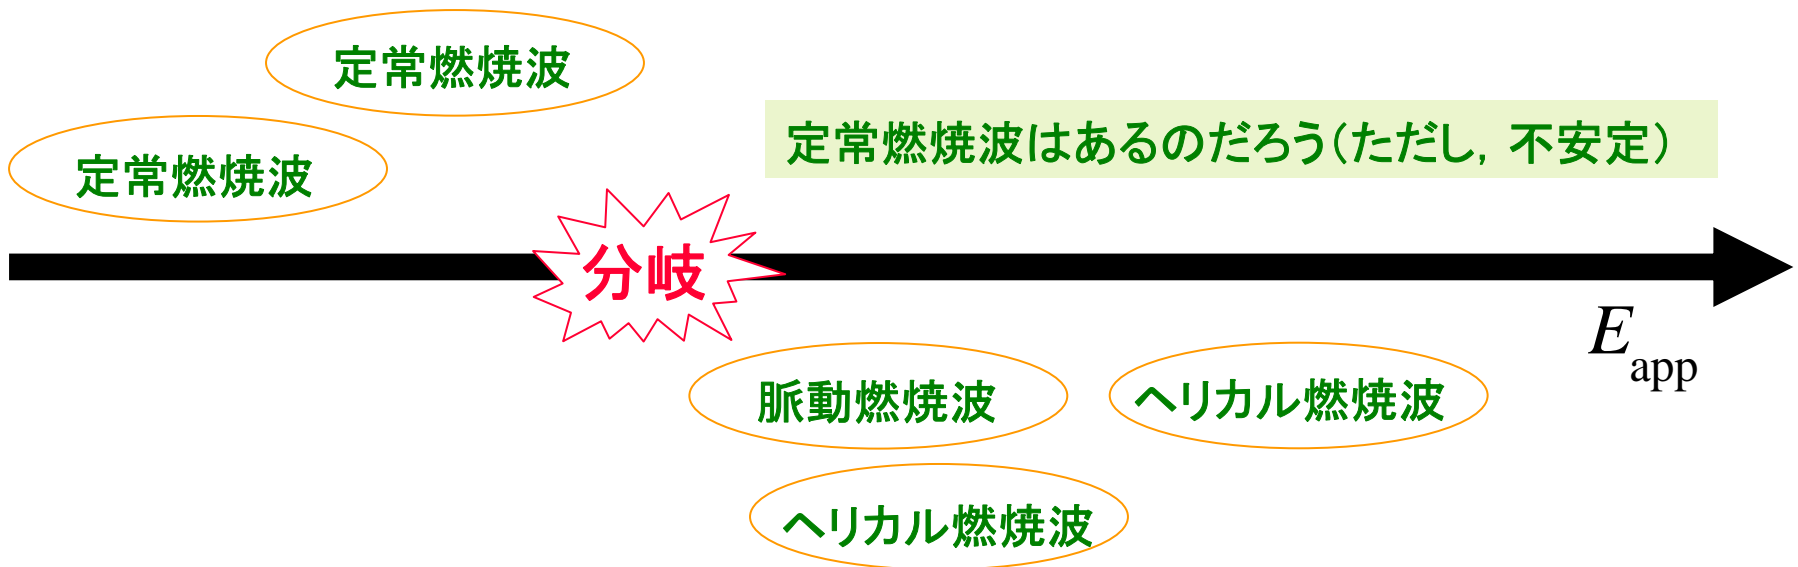 定常燃焼波
定常燃焼波
定常燃焼波はあるのだろう(ただし, 不安定)
分岐
E app
脈動燃焼波
ヘリカル燃焼波
ヘリカル燃焼波